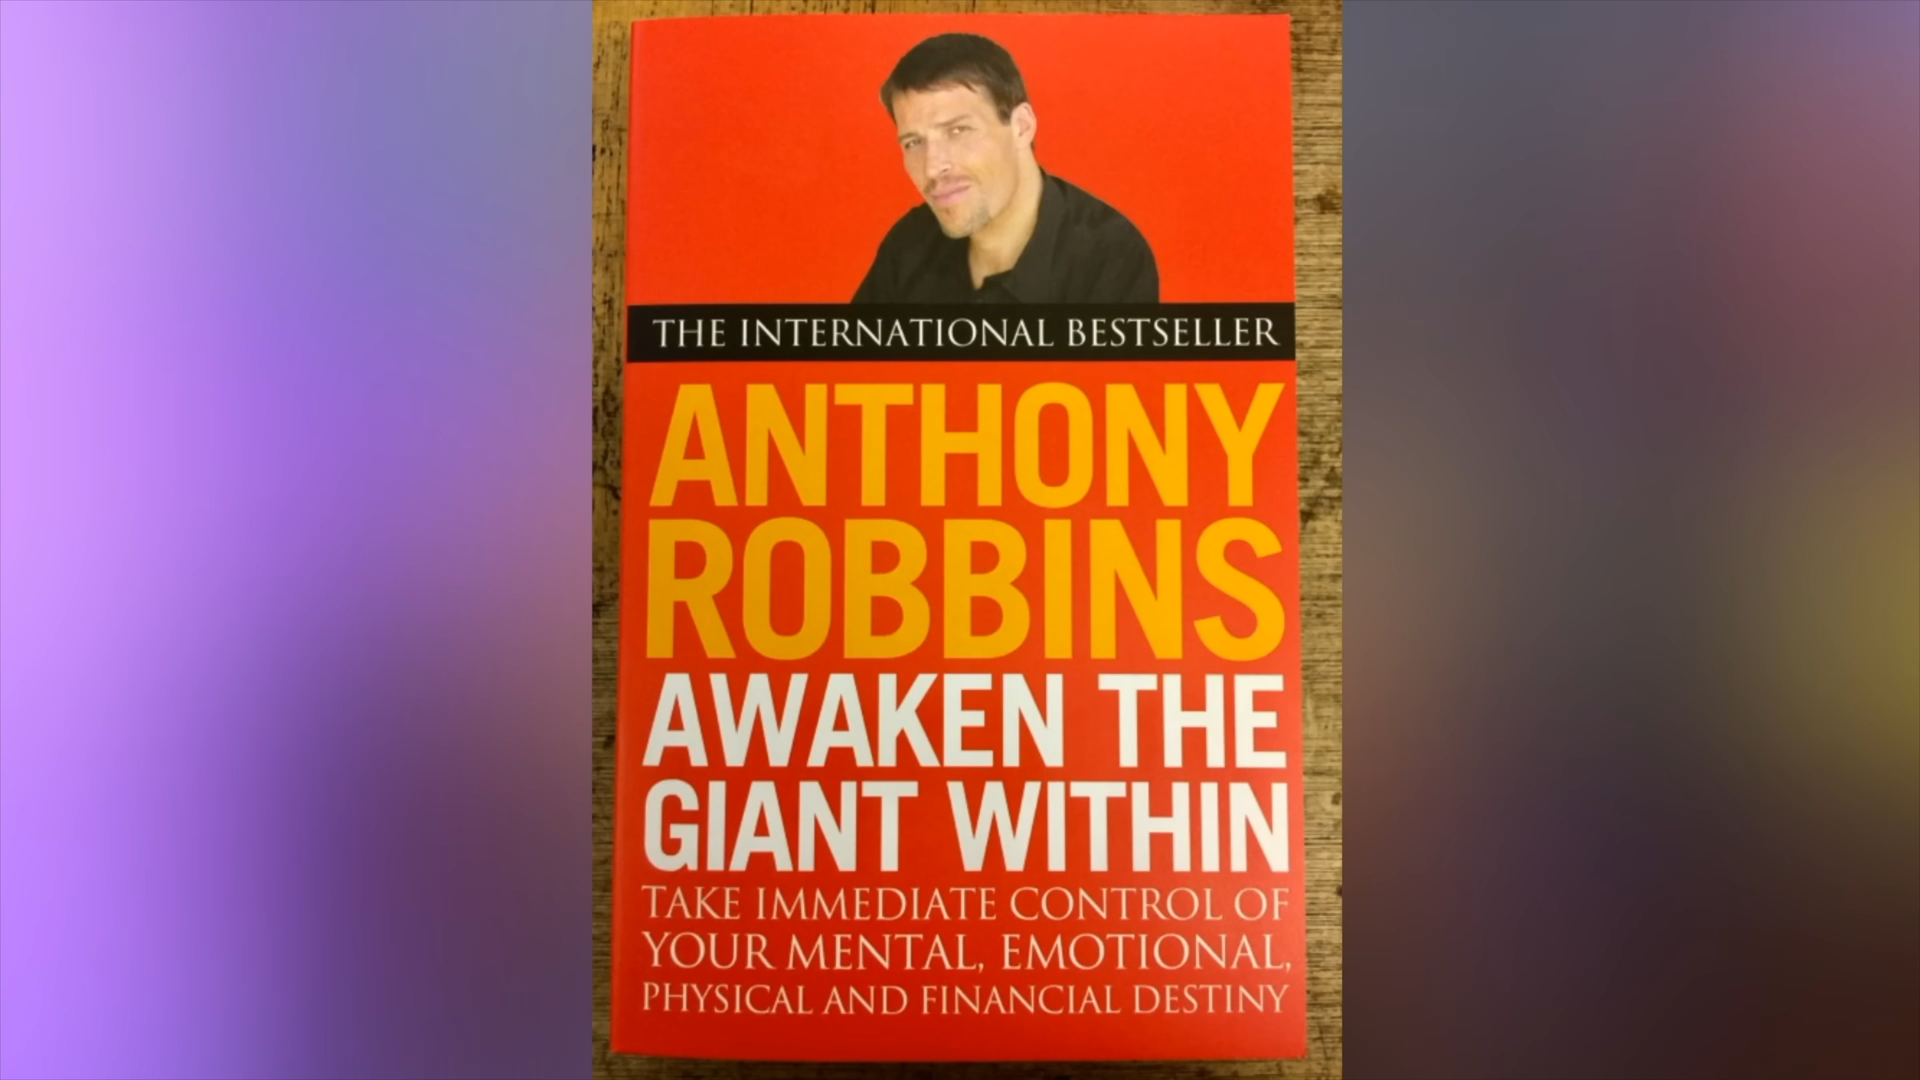 THE INTERNATIONAL BESTSELLER
ANTHONY
ROBBINS
AWAKEN THE
GIANT WITHIN
TAKE IMMEDIATE CONTROL OF
YOUR MENTAL, EMOTIONAL,
PHYSICAL AND FINANCIAL DESTINY